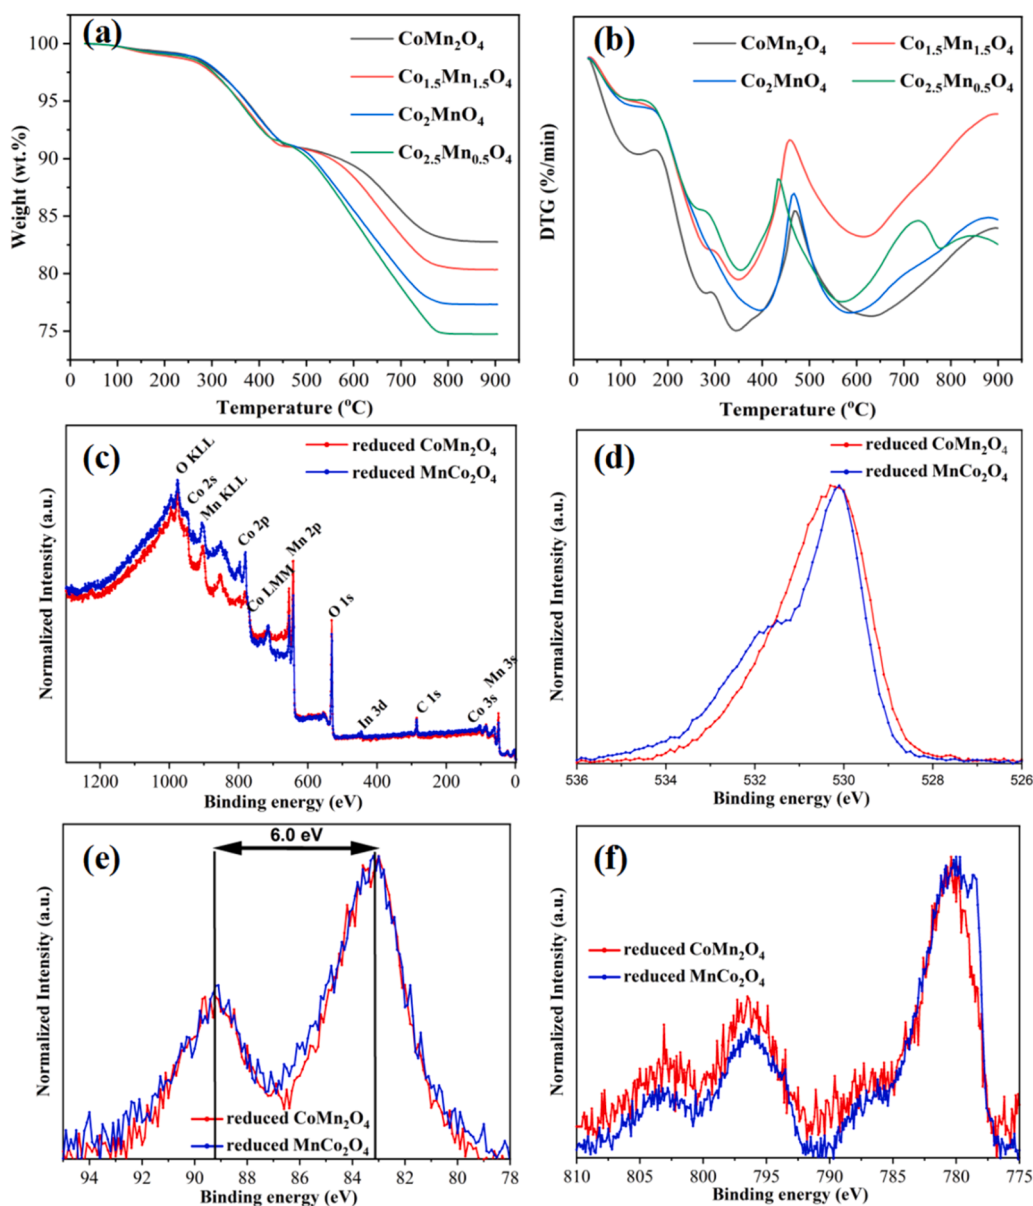 (a)
CoMn₂O₄
Co₁.₅Mn₁.₅O₄
Co₂MnO₄
Co₂.₅Mn₀.₅O₄
100
95
90
85
80
75
Weight (wt.%)
0 100 200 300 400 500 600 700 800 900
Temperature (°C)
(b)
CoMn₂O₄ Co₁.₅Mn₁.₅O₄
Co₂MnO₄ Co₂.₅Mn₀.₅O₄
DTG (%/min)
0 100 200 300 400 500 600 700 800 900
Temperature (°C)
(c)
reduced CoMn₂O₄
reduced MnCo₂O₄
O KLL
Co 2s
Mn KLL
Co 2p
Co LMM
Mn 2p
O 1s
In 3d
C 1s
Co 3s
Mn 3s
Normalized Intensity (a.u.)
1200 1000 800 600 400 200 0
Binding energy (eV)
(d)
reduced CoMn₂O₄
reduced MnCo₂O₄
Normalized Intensity (a.u.)
536 534 532 530 528 526
Binding energy (eV)
(e)
6.0 eV
reduced CoMn₂O₄
reduced MnCo₂O₄
Normalized Intensity (a.u.)
94 92 90 88 86 84 82 80 78
Binding energy (eV)
(f)
reduced CoMn₂O₄
reduced MnCo₂O₄
Normalized Intensity (a.u.)
810 805 800 795 790 785 780 775
Binding energy (eV)